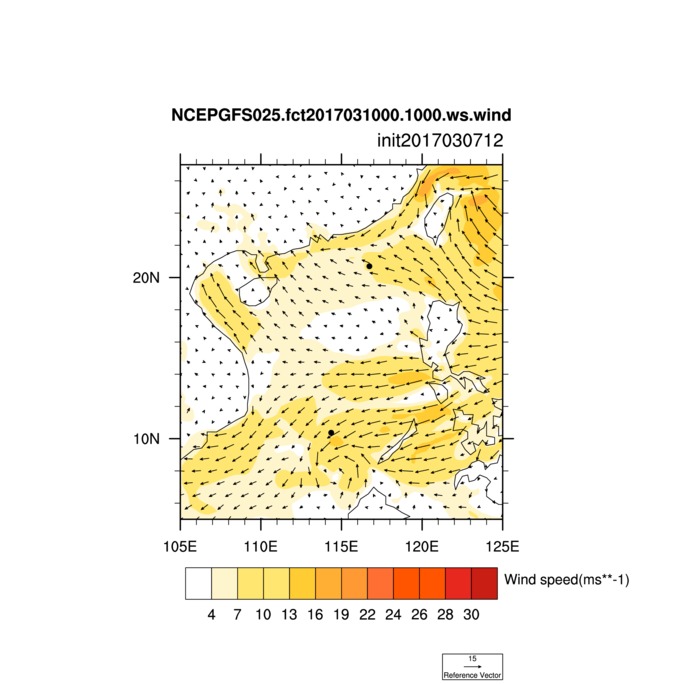 NCEPGFS025.fct2017031000.1000.ws.wind
init2017030712
20N
10N
105E 110E 115E 120E 125E
Wind speed(ms**-1)
4 7 10 13 16 19 22 24 26 28 30
15
Reference Vector